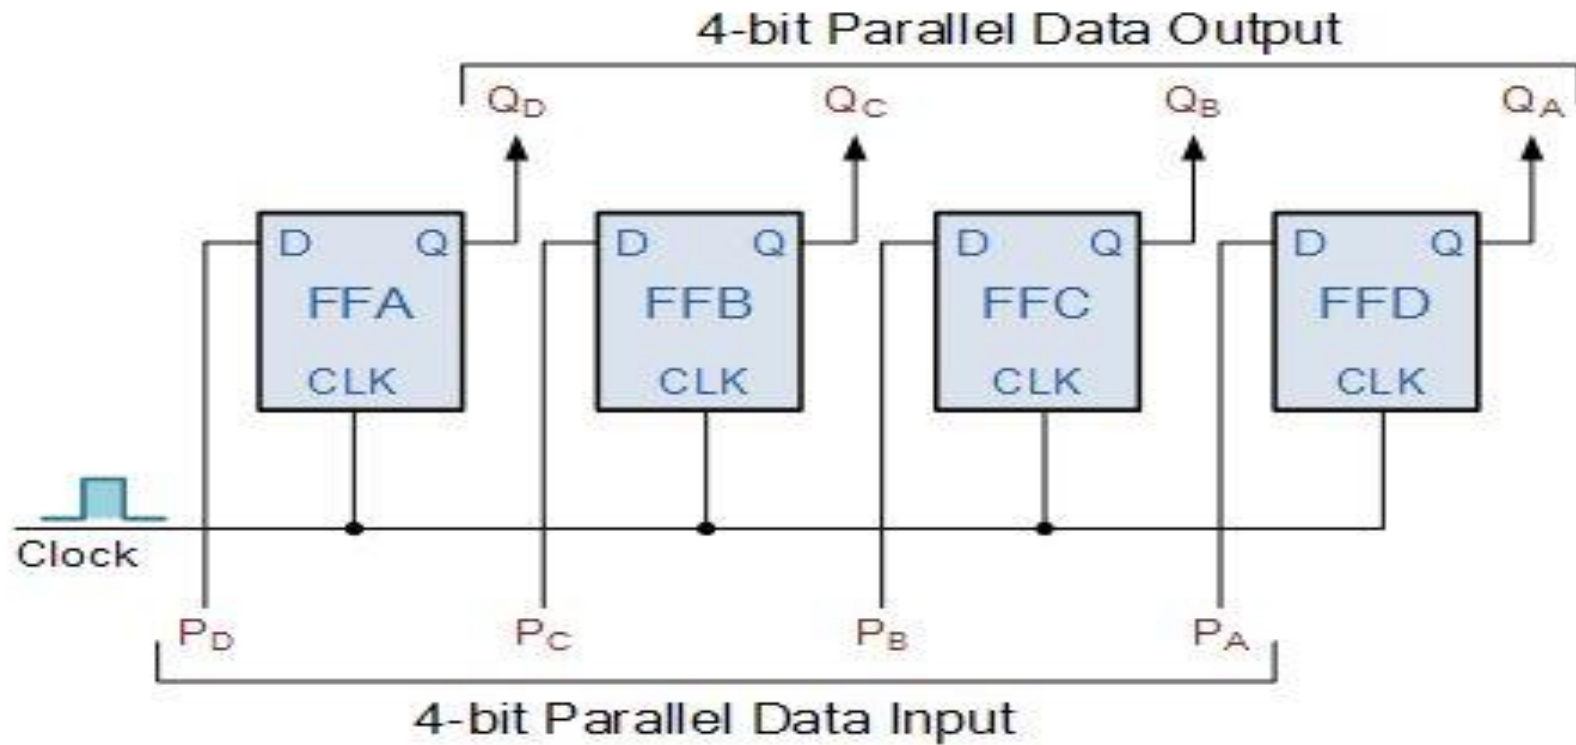 4-bit Parallel Data Output
QD QC QB QA
D Q D Q D Q D Q
FFA FFB FFC FFD
CLK CLK CLK CLK
Clock
PD PC PB PA
4-bit Parallel Data Input